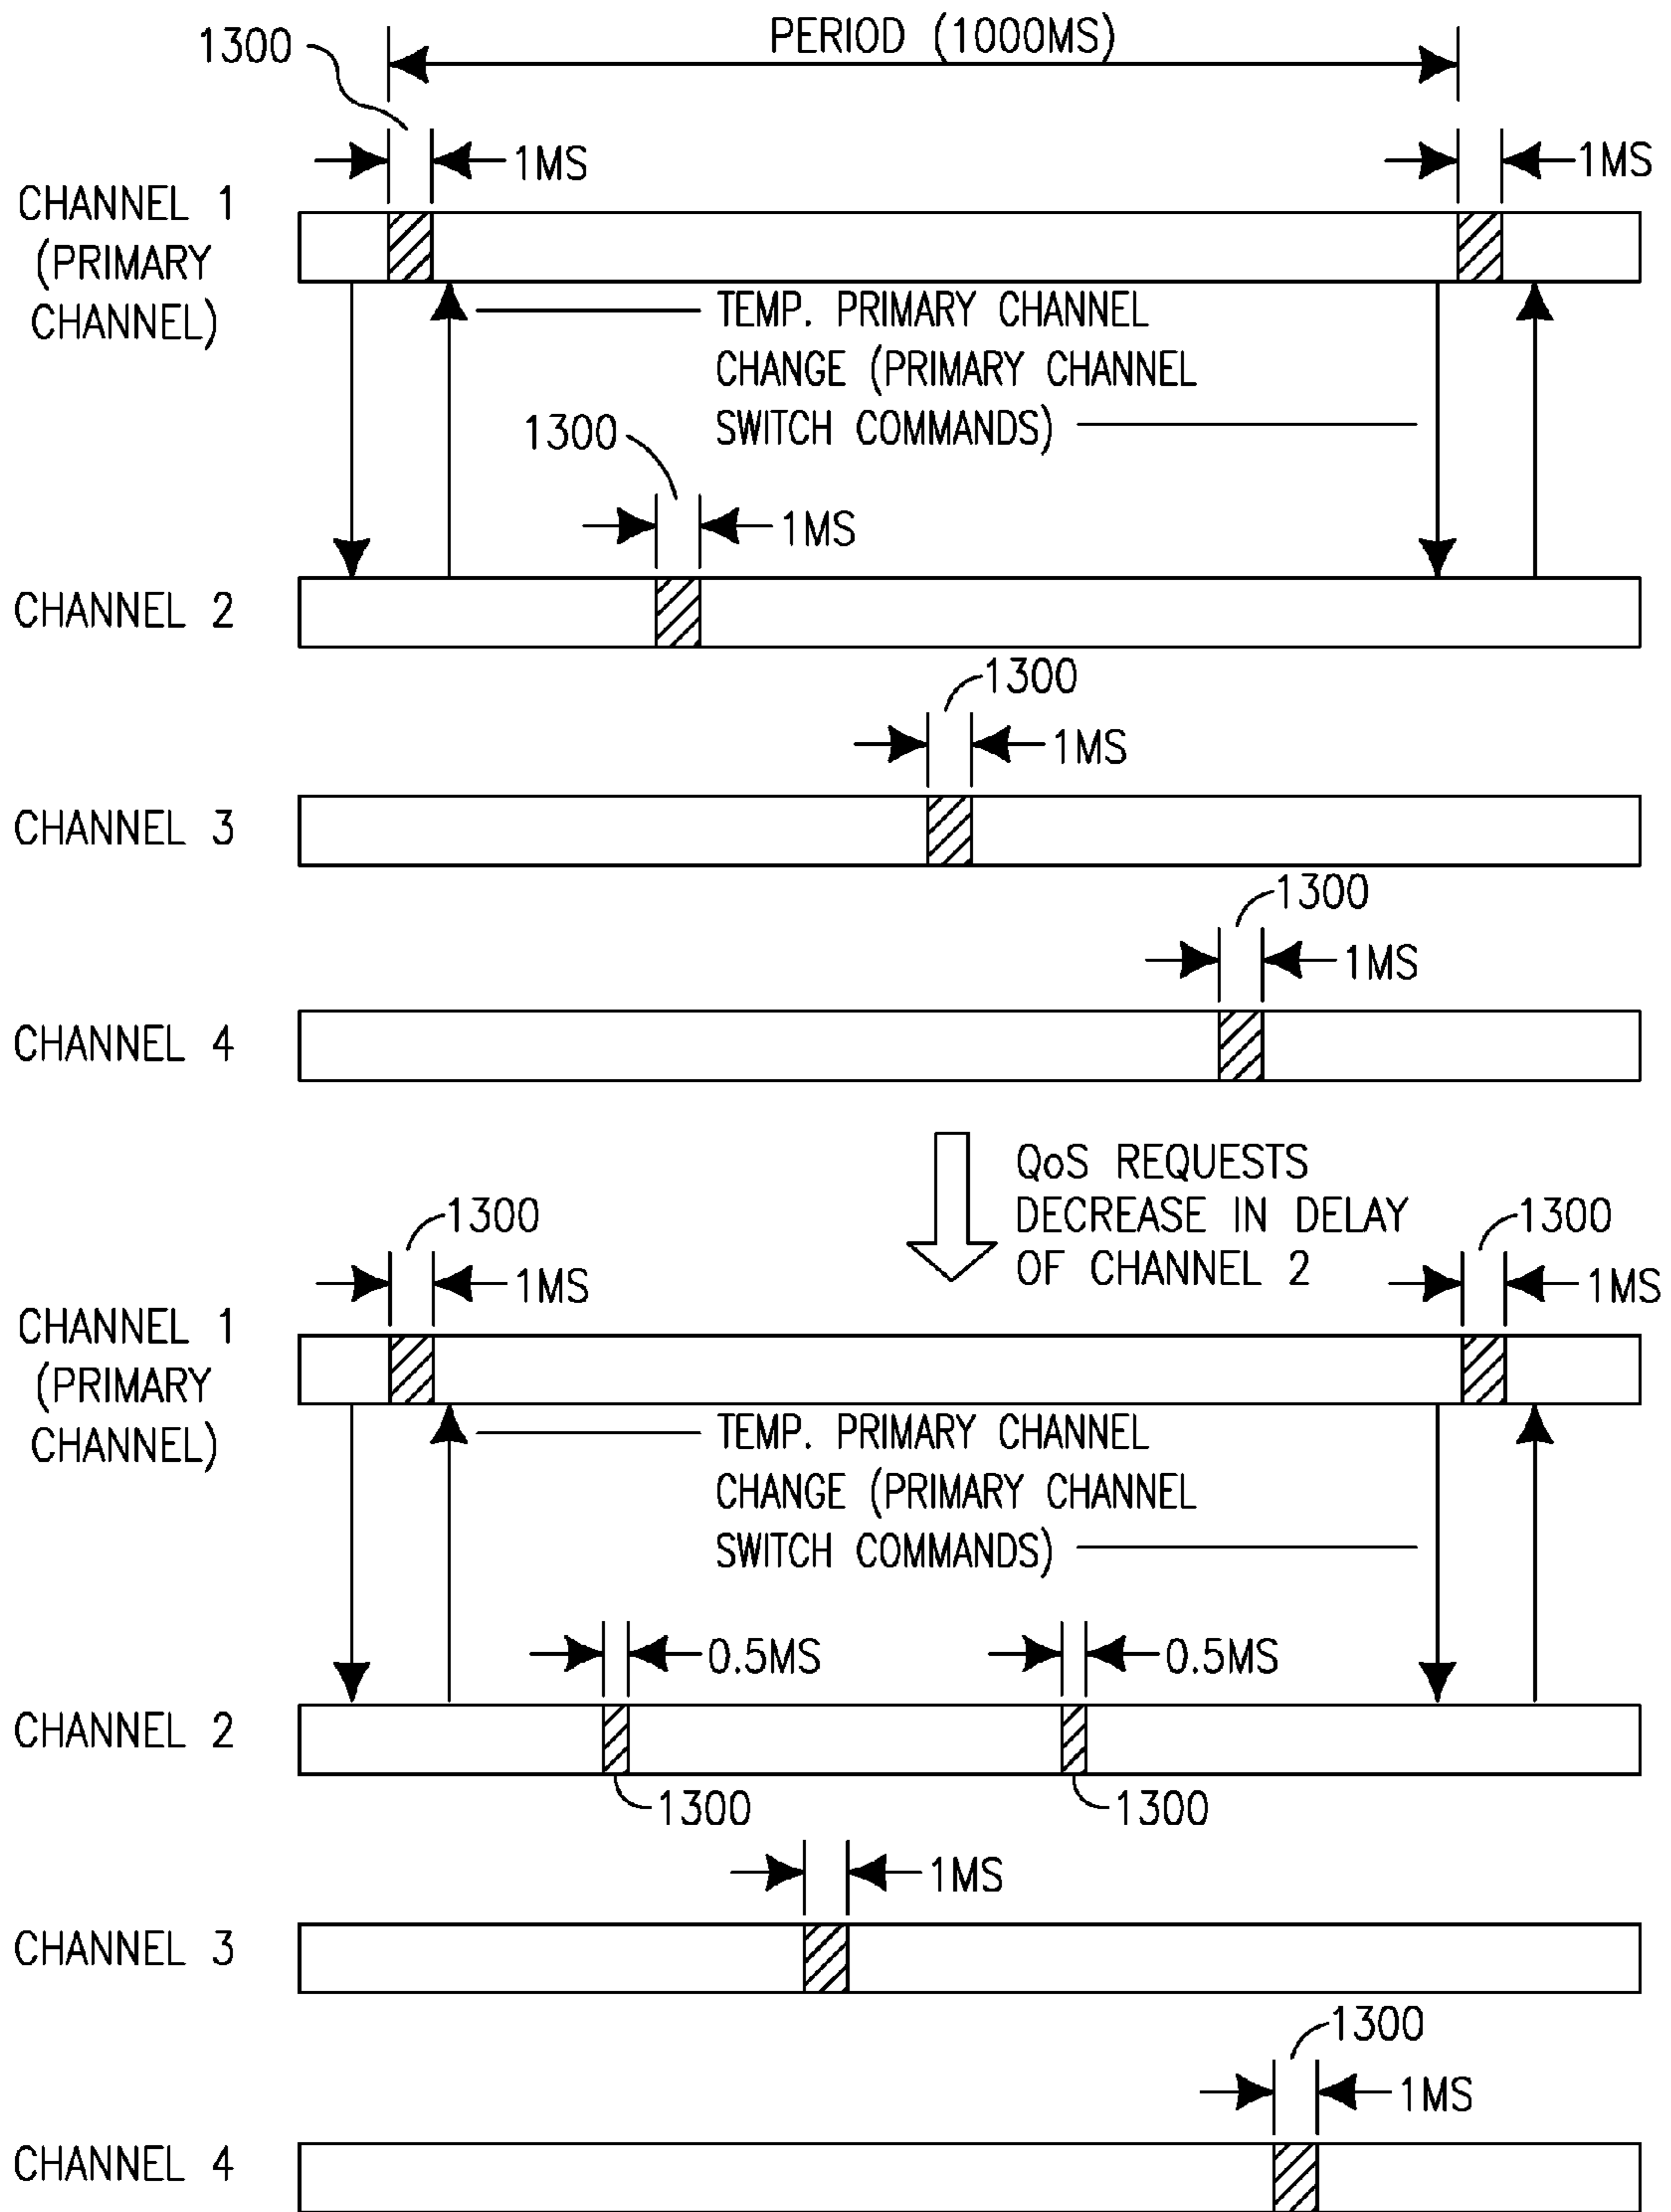 PERIOD (1000MS)
1300
1MS
1MS
CHANNEL 1
(PRIMARY
CHANNEL)
TEMP. PRIMARY CHANNEL
CHANGE (PRIMARY CHANNEL
SWITCH COMMANDS)
1300
1MS
CHANNEL 2
1300
1MS
CHANNEL 3
1300
1MS
CHANNEL 4
QoS REQUESTS
DECREASE IN DELAY
OF CHANNEL 2
1300
1MS
1300
1MS
CHANNEL 1
(PRIMARY
CHANNEL)
TEMP. PRIMARY CHANNEL
CHANGE (PRIMARY CHANNEL
SWITCH COMMANDS)
0.5MS
0.5MS
CHANNEL 2
1300
1300
1MS
CHANNEL 3
1300
1MS
CHANNEL 4